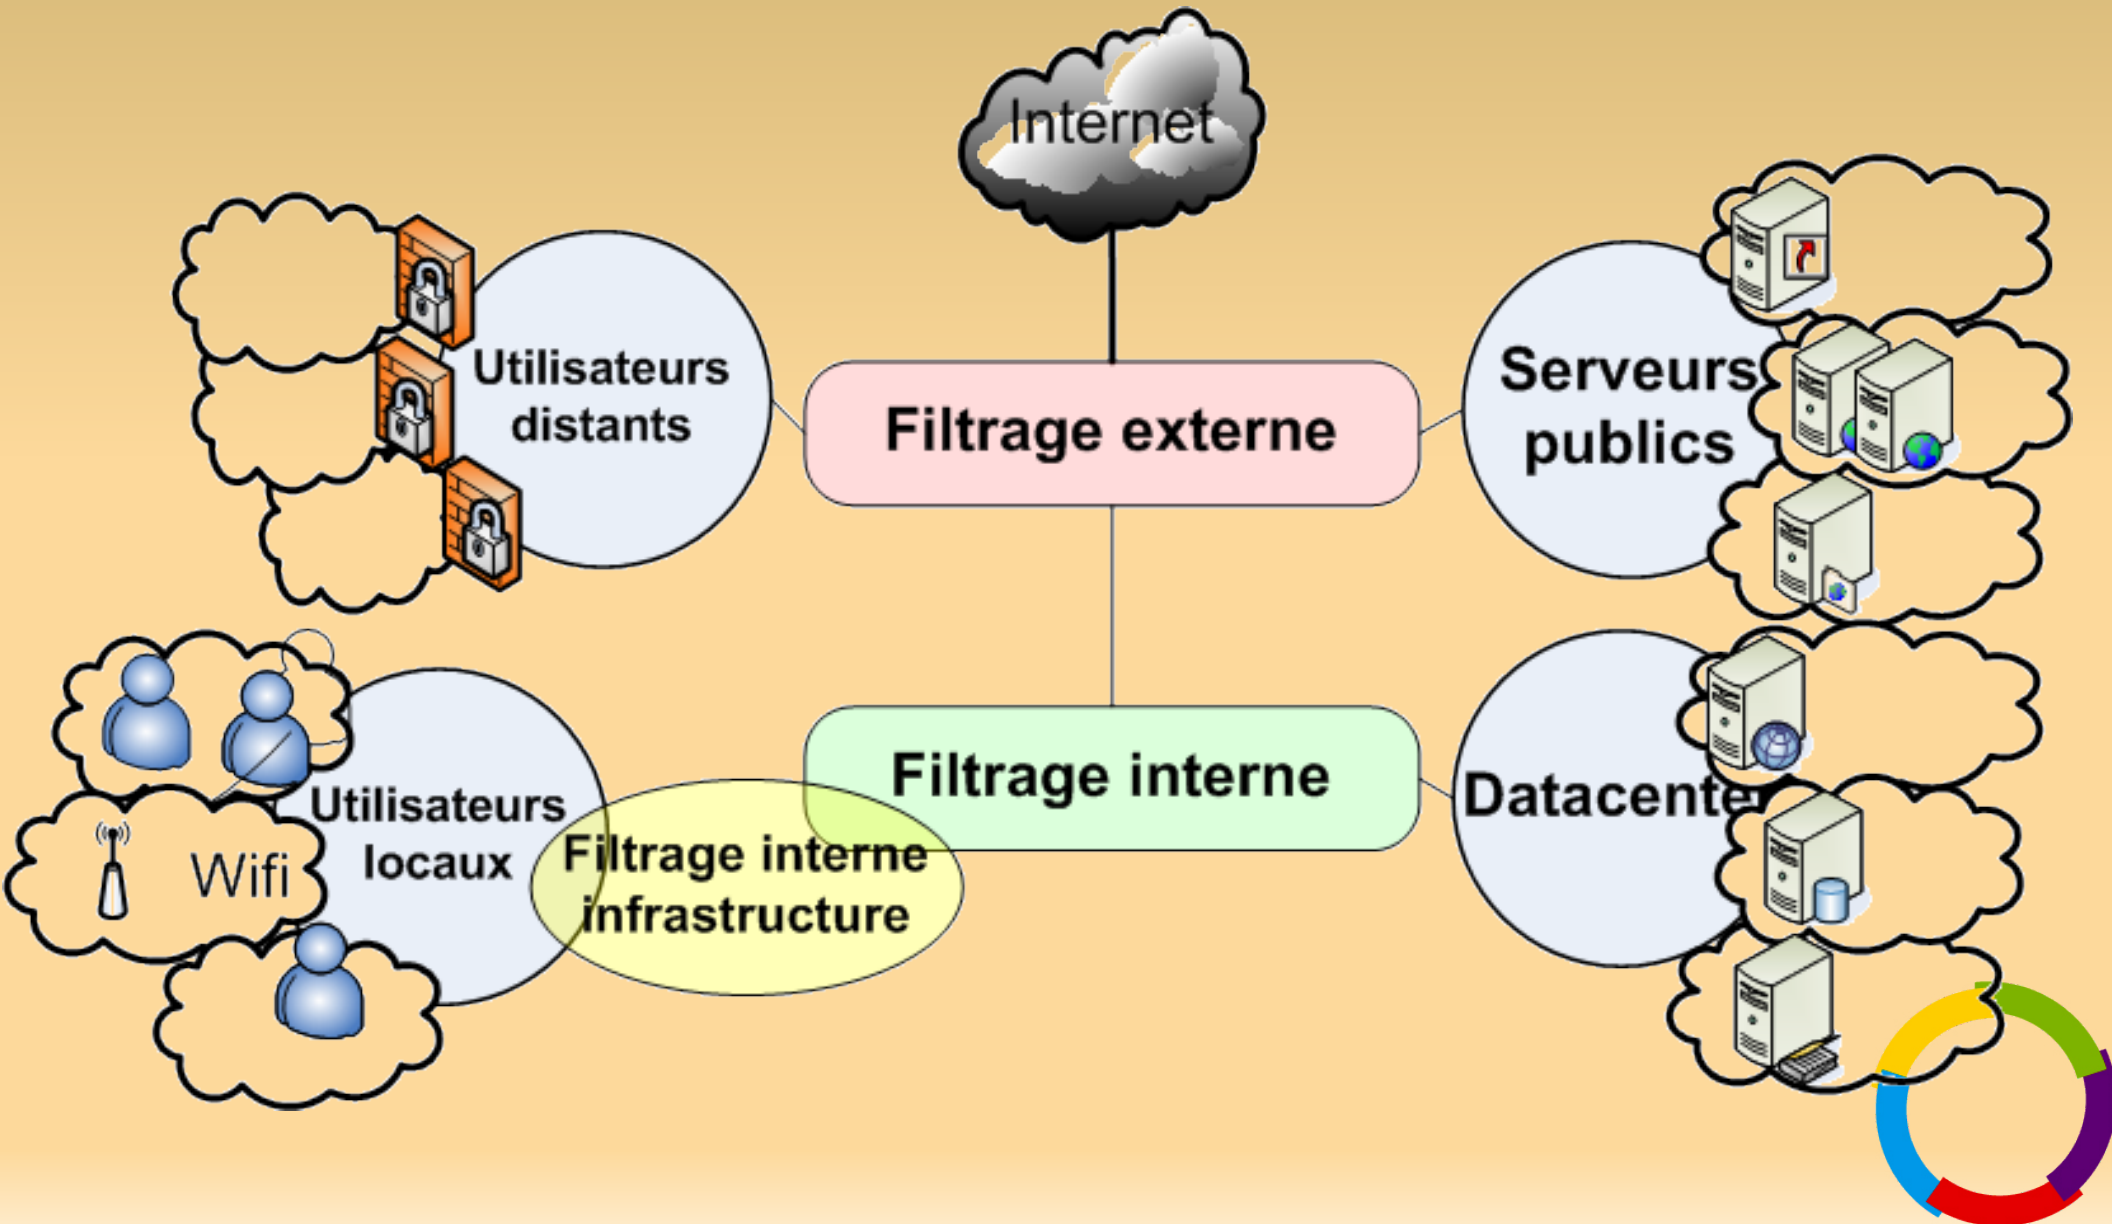 Internet
Utilisateurs
distants
Filtrage externe
Serveurs
publics
Filtrage interne
Utilisateurs
locaux
Wifi
Filtrage interne
infrastructure
Datacenter